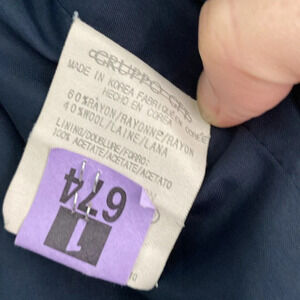 MADE IN KOREA FABRIQUÉ EN CORÉE
HECHO EN COREA
60% RAYON/RAYONNE/RAYON
40% WOOL/LAINE/LANA
LINING/DOUBLURE/FORRO:
100% ACETATE/ACETATE/ACETATO
674
1